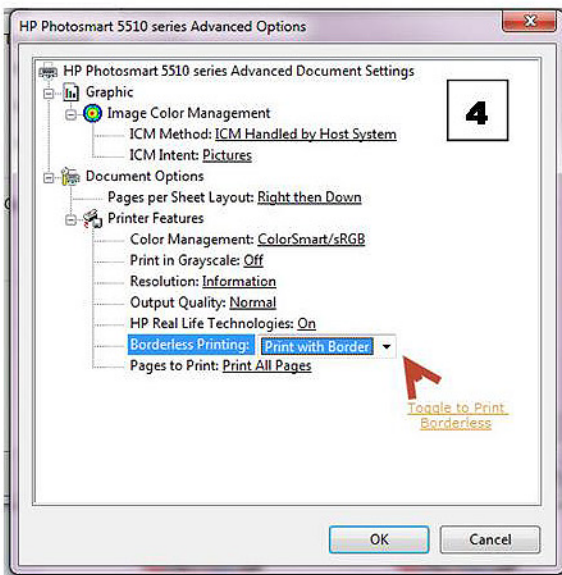 HP Photosmart 5510 series Advanced Options
HP Photosmart 5510 series Advanced Document Settings
4
Graphic
Image Color Management
ICM Method: ICM Handled by Host System
ICM Intent: Pictures
Document Options
Pages per Sheet Layout: Right then Down
Printer Features
Color Management: ColorSmart/sRGB
Print in Grayscale: Off
Resolution: Information
Output Quality: Normal
HP Real Life Technologies: On
Borderless Printing: Print with Border
Pages to Print: Print All Pages
Toggle to Print
Borderless
OK Cancel